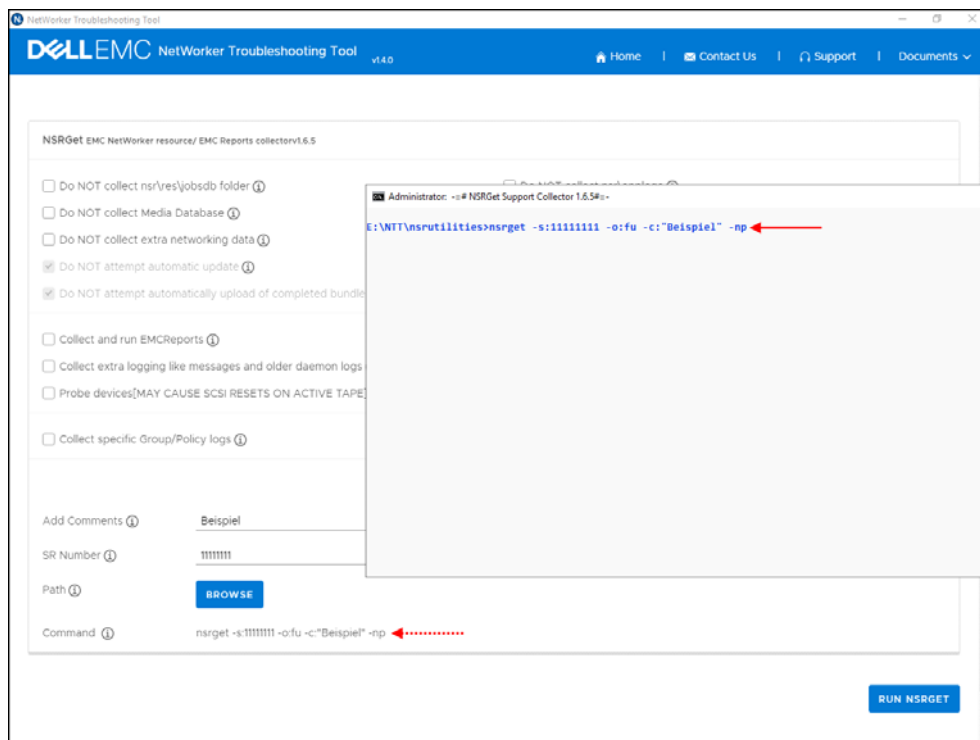 NetWorker Troubleshooting Tool
DELLEMC NetWorker Troubleshooting Tool v1.4.0
Home | Contact Us | Support | Documents
NSRGet EMC NetWorker resource/ EMC Reports collectorv1.6.5
Do NOT collect nsr\res\jobsdb folder
Do NOT collect Media Database
Do NOT collect extra networking data
Do NOT attempt automatic update
Do NOT attempt automatically upload of completed bundle
Collect and run EMCReports
Collect extra logging like messages and older daemon logs
Probe devices[MAY CAUSE SCSI RESETS ON ACTIVE TAPE]
Collect specific Group/Policy logs
Administrator: -=# NSRGet Support Collector 1.6.5#=-
E:\NTT\nsrutilities>nsrget -s:11111111 -o:fu -c:"Beispiel" -np
Add Comments Beispiel
SR Number 11111111
Path BROWSE
Command nsrget -s:11111111 -o:fu -c:"Beispiel" -np
RUN NSRGET